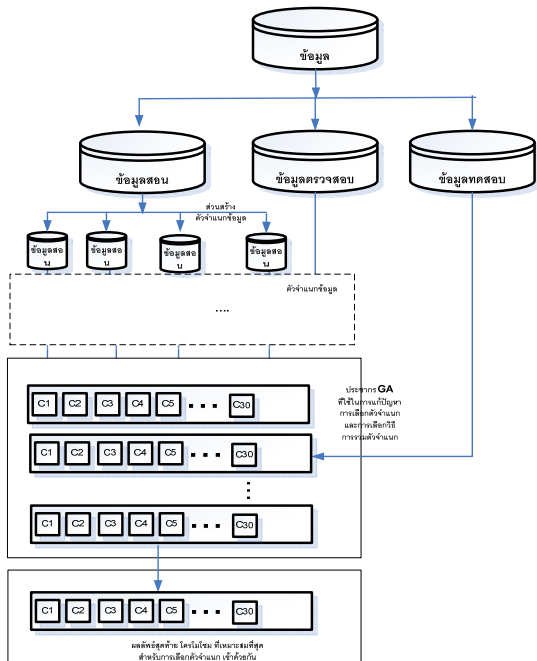 ข้อมูล
ข้อมูลสอน
ข้อมูลตรวจสอบ
ข้อมูลทดสอบ
ส่วนสร้าง
ตัวจำแนกข้อมูล
ข้อมูลสอ
น
ข้อมูลสอ
น
ข้อมูลสอ
น
ข้อมูลสอ
น
ตัวจำแนกข้อมูล
....
ประชากร GA
ที่ใช้ในการแก้ปัญหา
การเลือกตัวจำแนก
และการเลือกวิธี
การรวมตัวจำแนก
C1 C2 C3 C4 C5 ... C30
C1 C2 C3 C4 C5 ... C30
C1 C2 C3 C4 C5 ... C30
C1 C2 C3 C4 C5 ... C30
ผลลัพธ์สุดท้าย โครโมโซม ที่เหมาะสมที่สุด
สำหรับการเลือกตัวจำแนก เข้าด้วยกัน